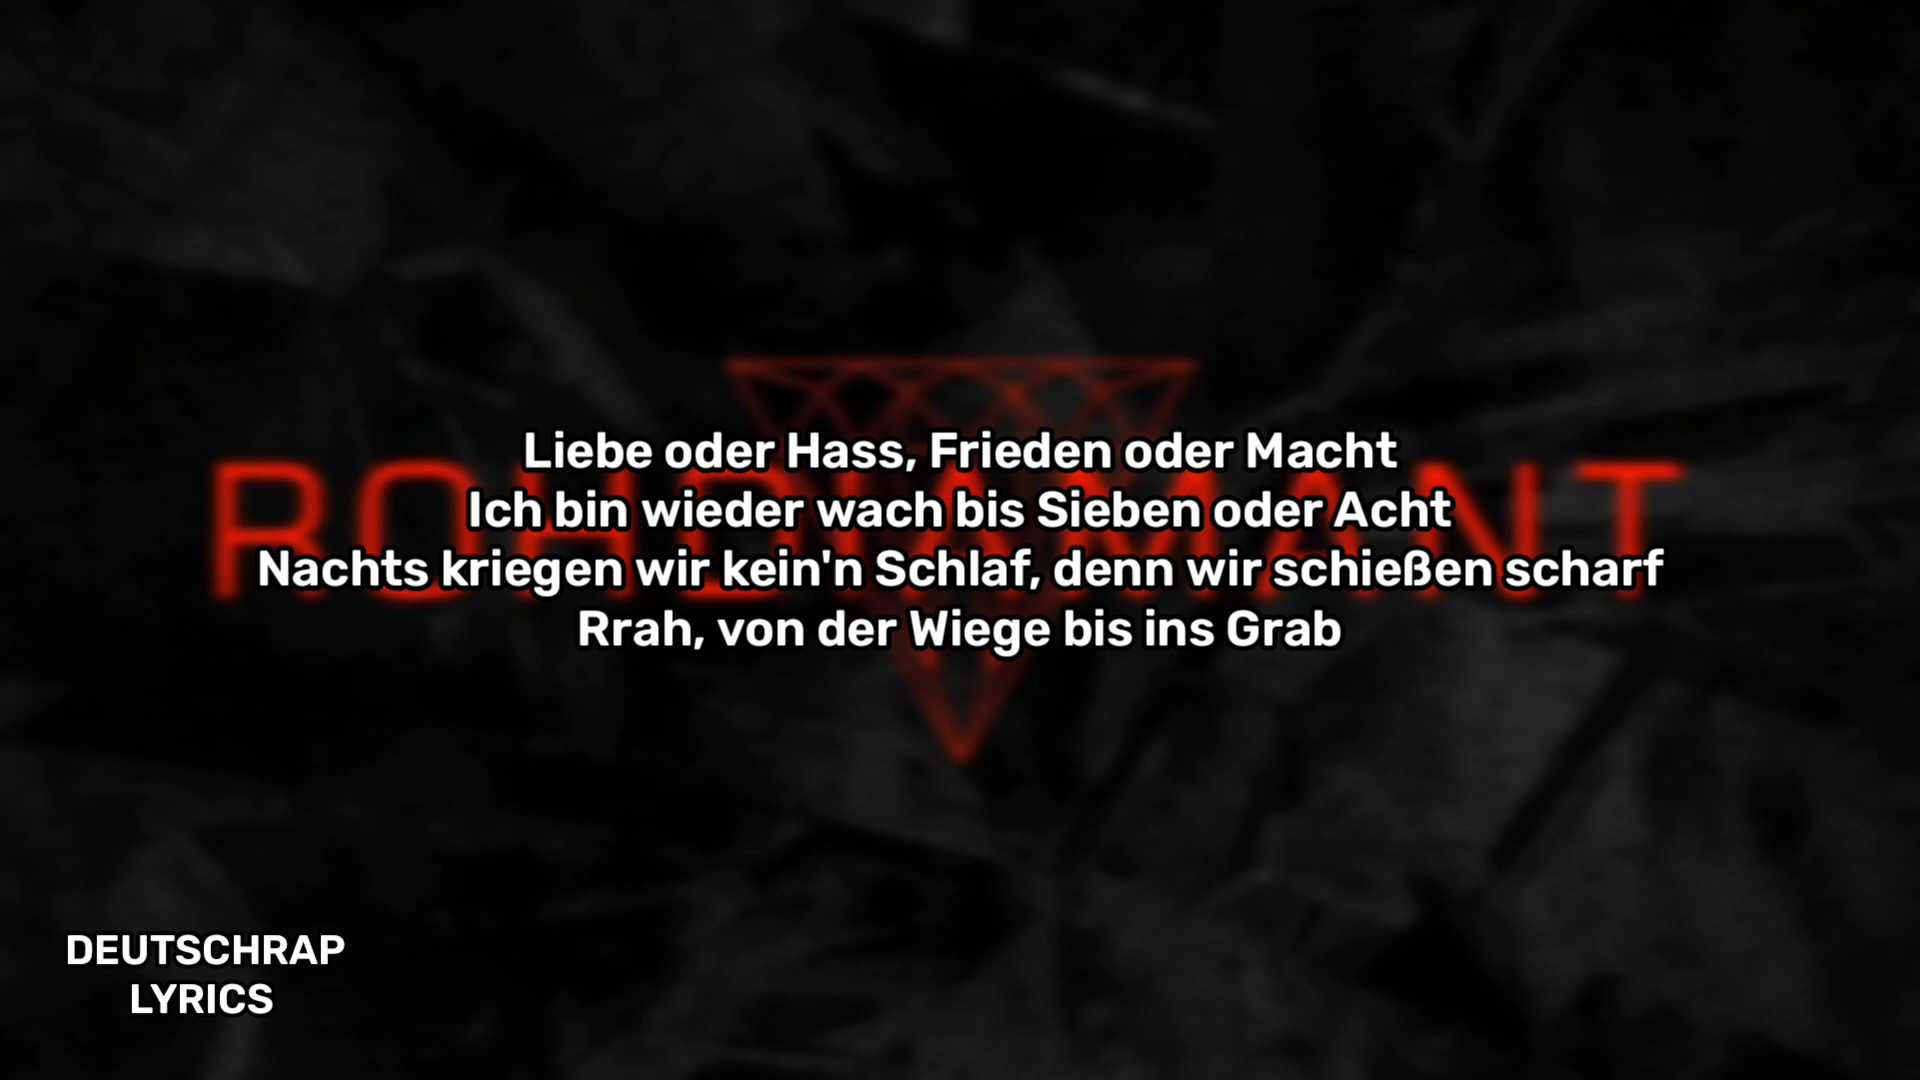 ROHDIAMANT
Liebe oder Hass, Frieden oder Macht
Ich bin wieder wach bis Sieben oder Acht
Nachts kriegen wir kein'n Schlaf, denn wir schießen scharf
Rrah, von der Wiege bis ins Grab
DEUTSCHRAP
LYRICS